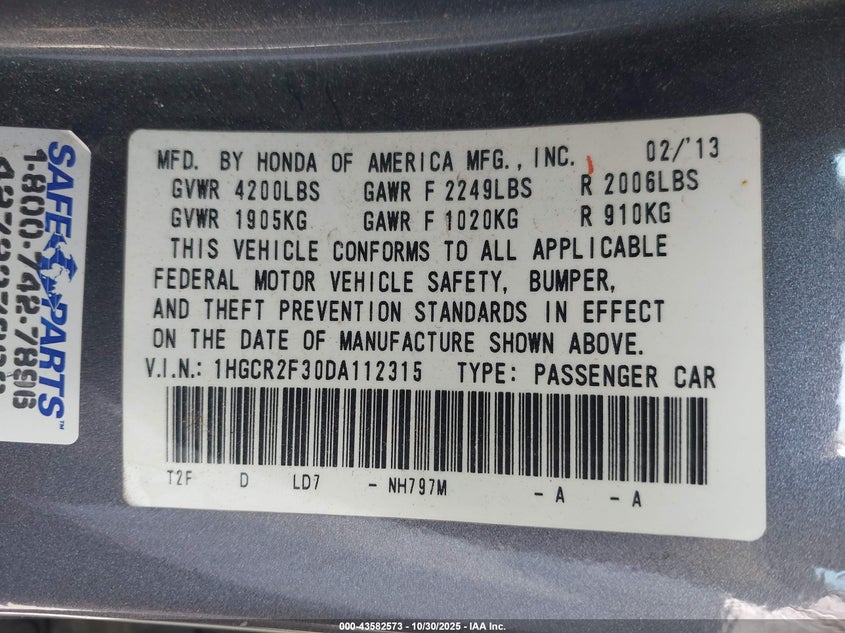 MFD. BY HONDA OF AMERICA MFG., INC. 02/'13
GVWR 4200LBS GAWR F 2249LBS R 2006LBS
GVWR 1905KG GAWR F 1020KG R 910KG
THIS VEHICLE CONFORMS TO ALL APPLICABLE
FEDERAL MOTOR VEHICLE SAFETY, BUMPER,
AND THEFT PREVENTION STANDARDS IN EFFECT
ON THE DATE OF MANUFACTURE SHOWN ABOVE.
V.I.N.: 1HGCR2F30DA112315 TYPE: PASSENGER CAR
T2F D LD7 - NH797M - A - A
SAFE PARTS™
1-800-742-7896
000-43582573 - 10/30/2025 - IAA Inc.